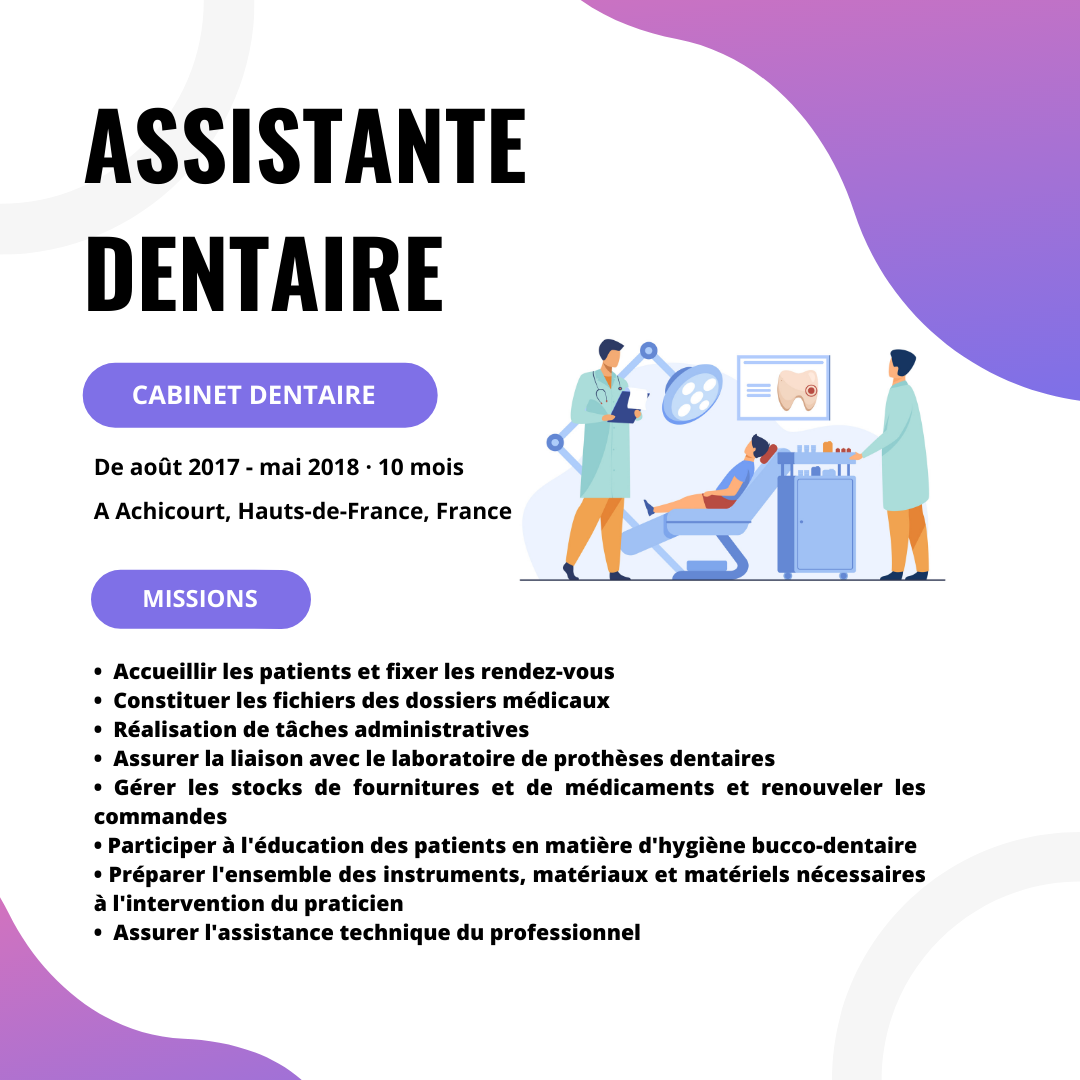 ASSISTANTE
DENTAIRE
CABINET DENTAIRE
De août 2017 - mai 2018 · 10 mois
A Achicourt, Hauts-de-France, France
MISSIONS
• Accueillir les patients et fixer les rendez-vous
• Constituer les fichiers des dossiers médicaux
• Réalisation de tâches administratives
• Assurer la liaison avec le laboratoire de prothèses dentaires
• Gérer les stocks de fournitures et de médicaments et renouveler les
commandes
• Participer à l'éducation des patients en matière d'hygiène bucco-dentaire
• Préparer l'ensemble des instruments, matériaux et matériels nécessaires
à l'intervention du praticien
• Assurer l'assistance technique du professionnel